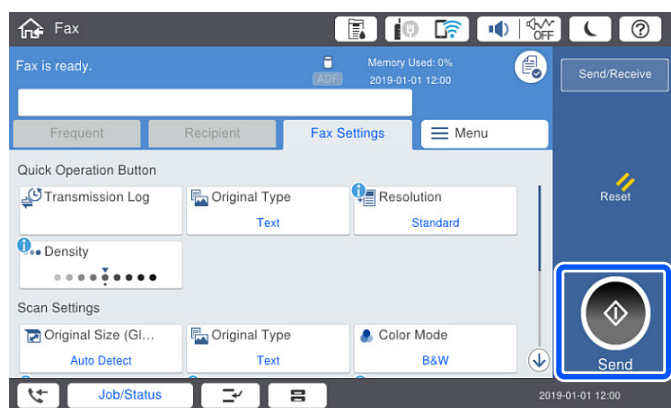 Fax
OFF
Fax is ready.
ADF
Memory Used: 0%
2019-01-01 12:00
Send/Receive
Frequent
Recipient
Fax Settings
Menu
Quick Operation Button
Transmission Log
Original Type
Text
Resolution
Standard
Reset
Density
Scan Settings
Original Size (Gl...
Auto Detect
Original Type
Text
Color Mode
B&W
Send
Job/Status
2019-01-01 12:00